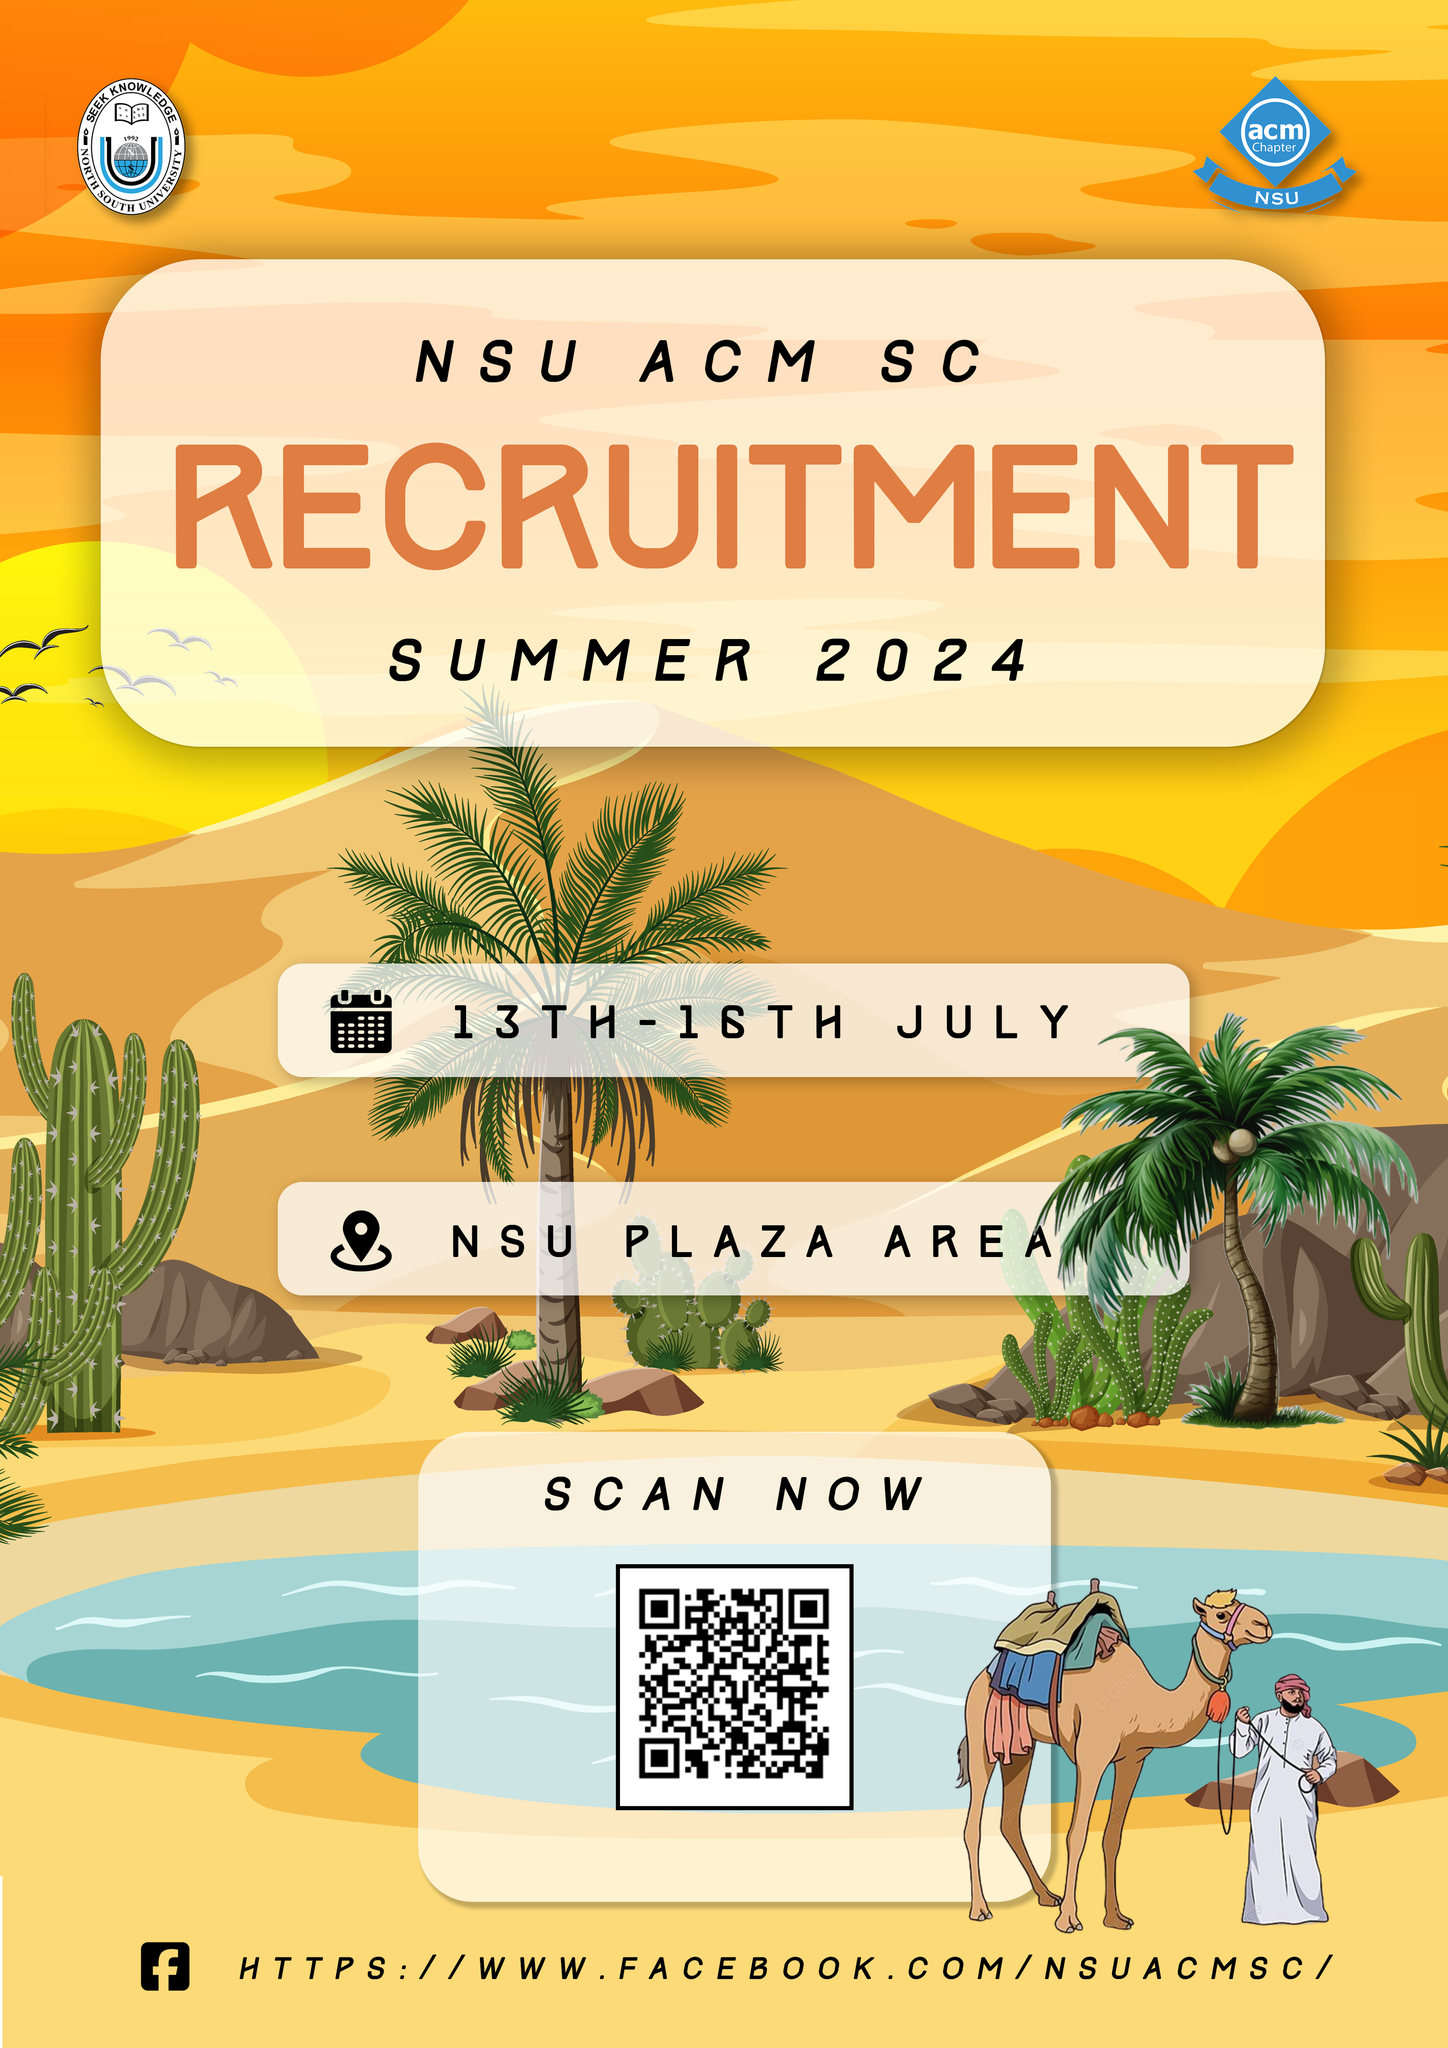 SEEK KNOWLEDGE
1992
NORTH SOUTH UNIVERSITY
acm
Chapter
NSU
NSU ACM SC
RECRUITMENT
SUMMER 2024
13TH-16TH JULY
NSU PLAZA AREA
SCAN NOW
HTTPS://WWW.FACEBOOK.COM/NSUACMSC/